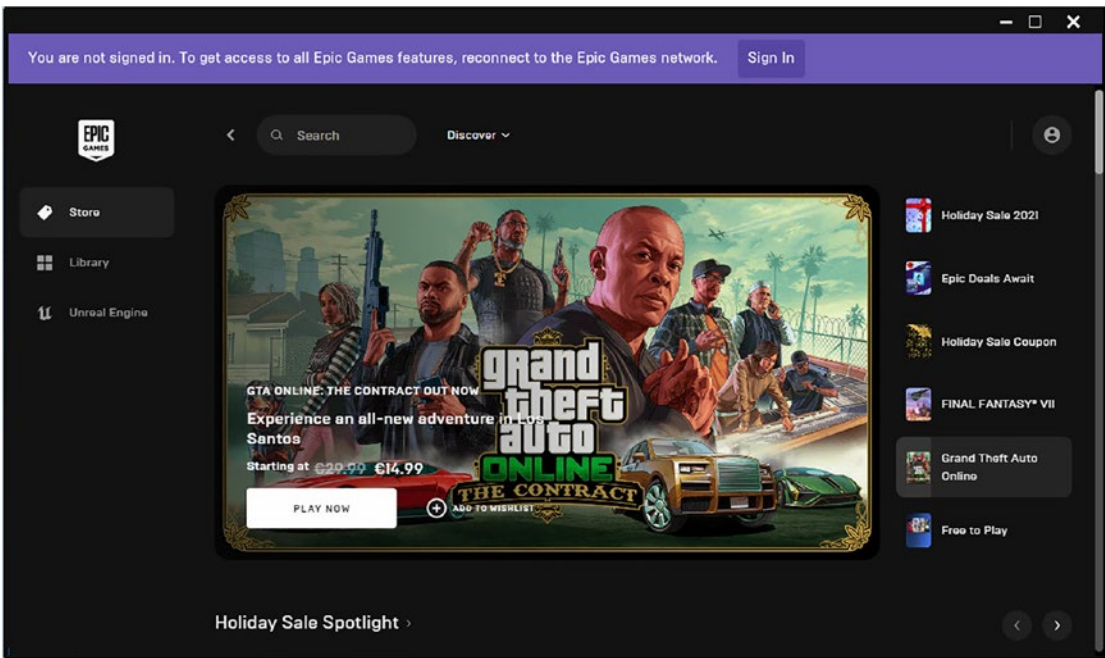 You are not signed in. To get access to all Epic Games features, reconnect to the Epic Games network.
Sign In
EPIC
GAMES
Search
Discover
Store
Library
Unreal Engine
GTA ONLINE: THE CONTRACT OUT NOW
Experience an all-new adventure in Los
Santos
Starting at €29.99 €14.99
PLAY NOW
ADD TO WISHLIST
grand
theft
auto
ONLINE
THE CONTRACT
Holiday Sale 2021
Epic Deals Await
Holiday Sale Coupon
FINAL FANTASY® VII
Grand Theft Auto
Online
Free to Play
Holiday Sale Spotlight